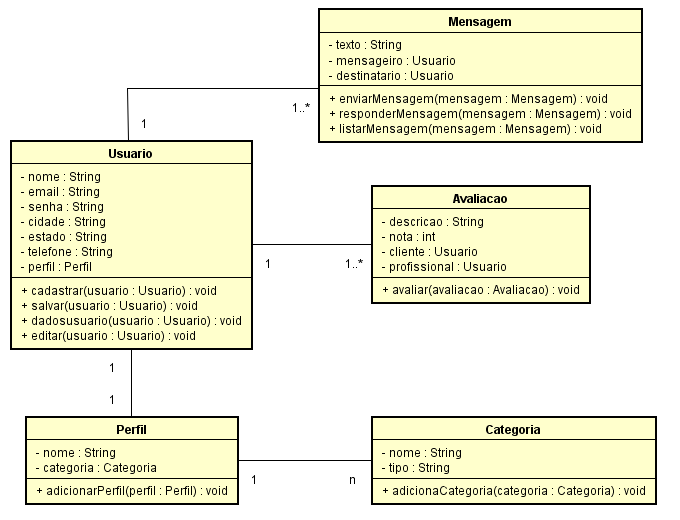 Mensagem
- texto : String
- mensageiro : Usuario
- destinatario : Usuario
+ enviarMensagem(mensagem : Mensagem) : void
+ responderMensagem(mensagem : Mensagem) : void
+ listarMensagem(mensagem : Mensagem) : void
1..*
1
Usuario
- nome : String
- email : String
- senha : String
- cidade : String
- estado : String
- telefone : String
- perfil : Perfil
+ cadastrar(usuario : Usuario) : void
+ salvar(usuario : Usuario) : void
+ dadosusuario(usuario : Usuario) : void
+ editar(usuario : Usuario) : void
1
1..*
Avaliacao
- descricao : String
- nota : int
- cliente : Usuario
- profissional : Usuario
+ avaliar(avaliacao : Avaliacao) : void
1
1
Perfil
- nome : String
- categoria : Categoria
+ adicionarPerfil(perfil : Perfil) : void
1
n
Categoria
- nome : String
- tipo : String
+ adicionaCategoria(categoria : Categoria) : void